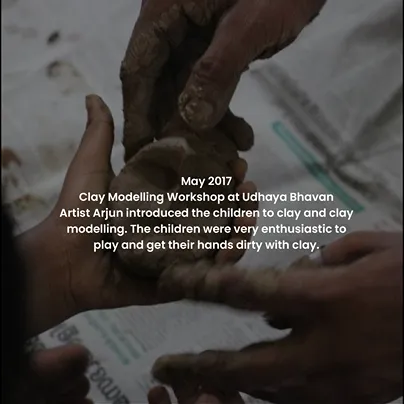 May 2017
Clay Modelling Workshop at Udhaya Bhavan
Artist Arjun introduced the children to clay and clay
modelling. The children were very enthusiastic to
play and get their hands dirty with clay.